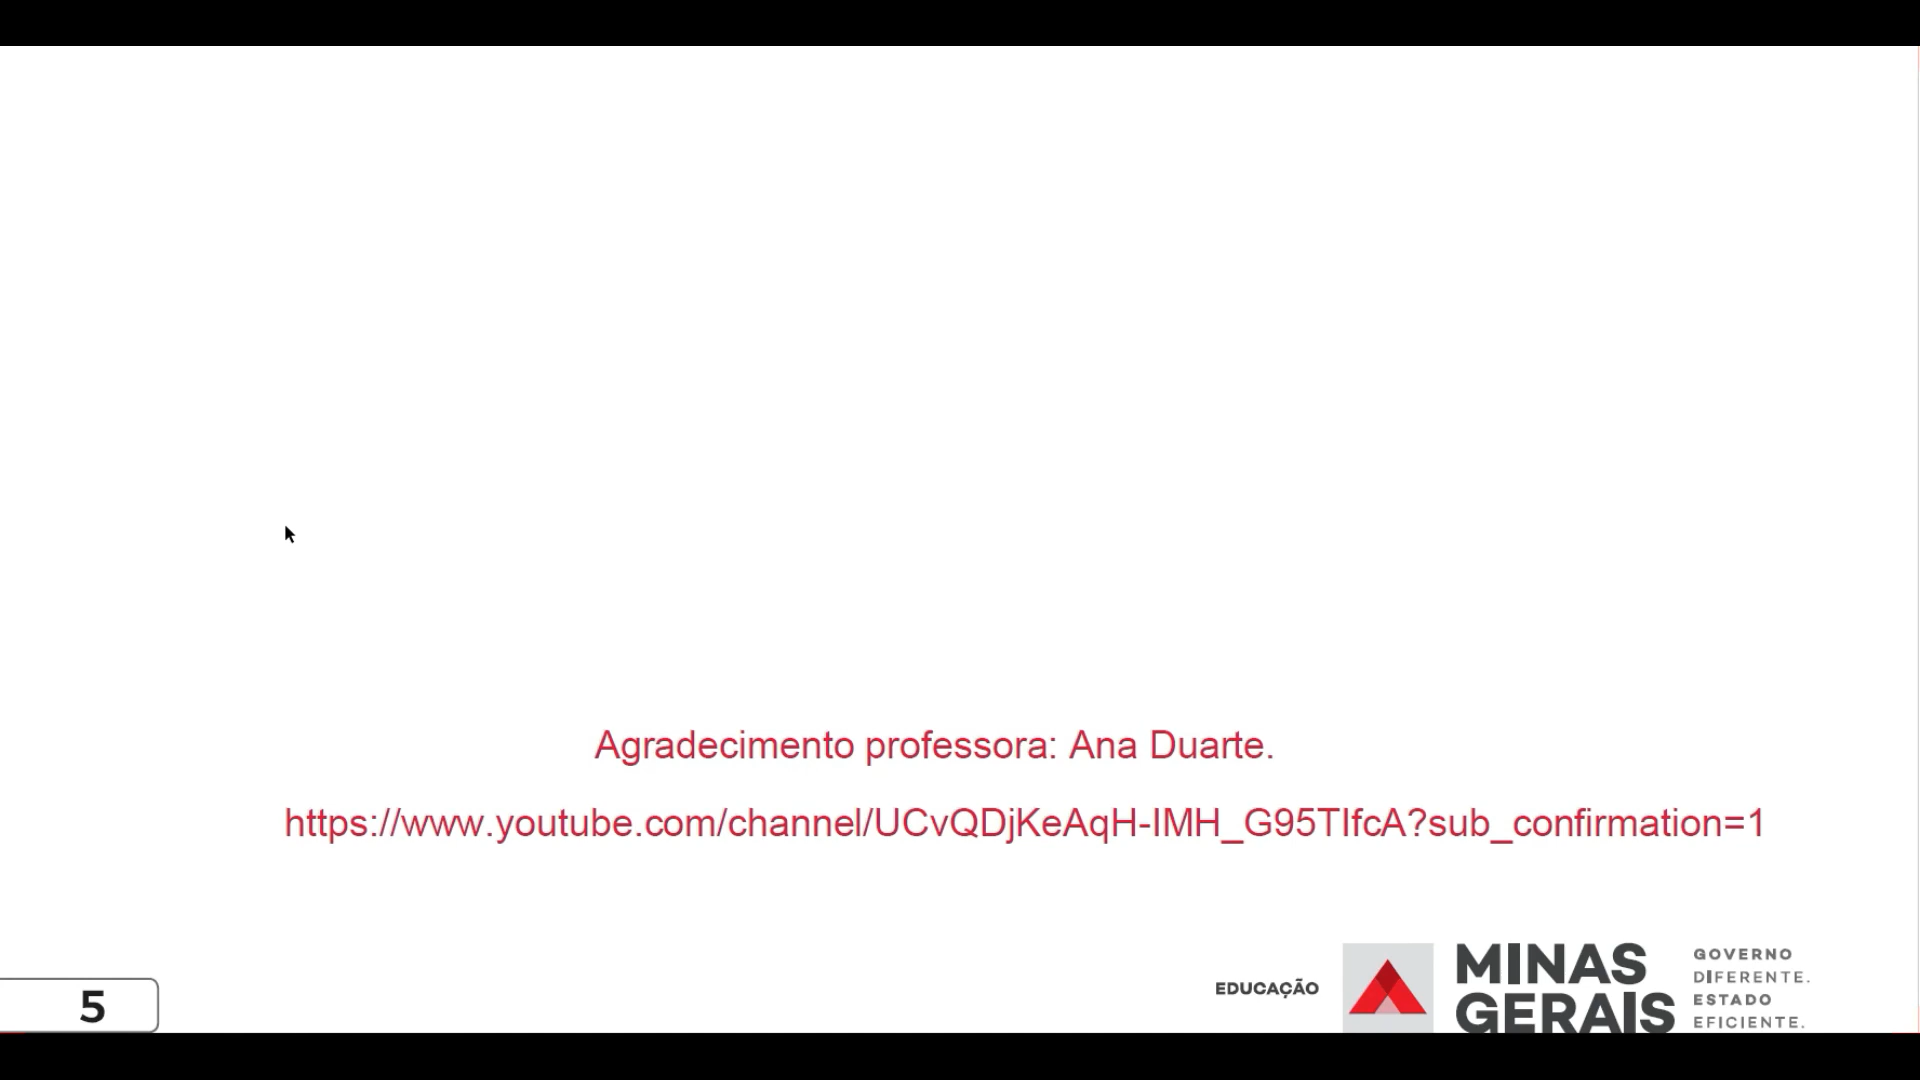 Agradecimento professora: Ana Duarte.
https://www.youtube.com/channel/UCvQDjKeAqH-IMH_G95TIfcA?sub_confirmation=1
5
EDUCAÇÃO
MINAS
GERAIS
GOVERNO
DIFERENTE.
ESTADO
EFICIENTE.